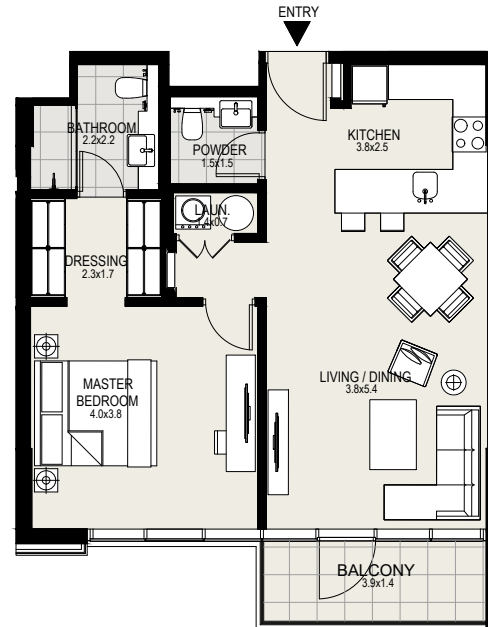 ENTRY
BATHROOM
2.2x2.2
POWDER
1.5x1.5
KITCHEN
3.8x2.5
LAUN.
1.4x0.7
DRESSING
2.3x1.7
MASTER
BEDROOM
4.0x3.8
LIVING / DINING
3.8x5.4
BALCONY
3.9x1.4